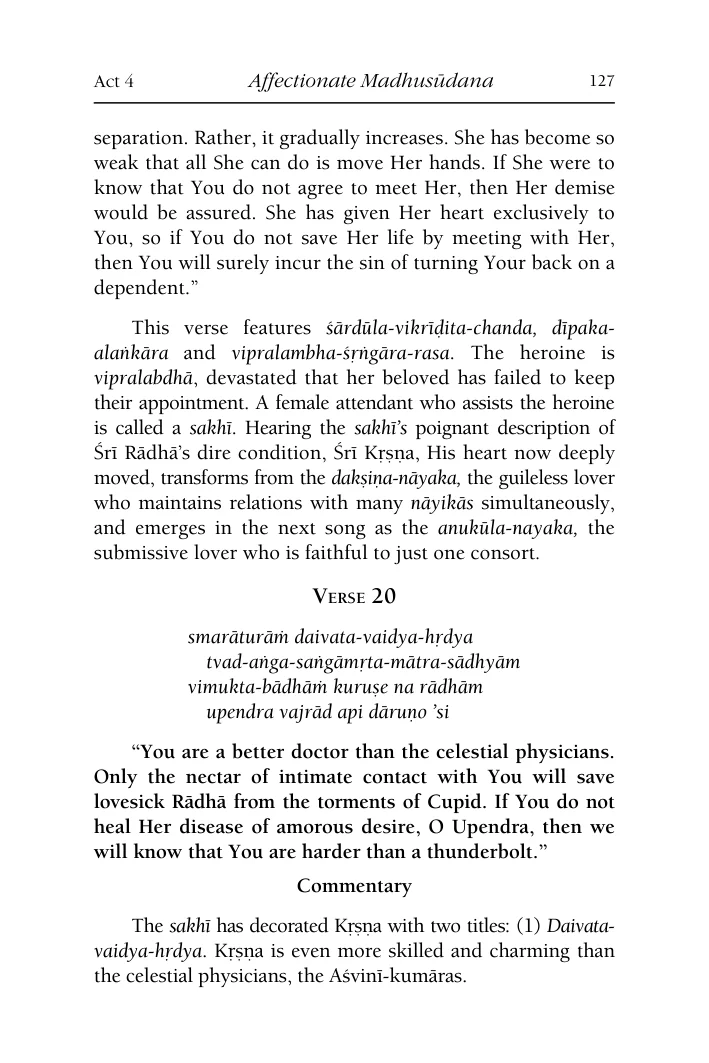 Act 4 Affectionate Madhusūdana 127
separation. Rather, it gradually increases. She has become so
weak that all She can do is move Her hands. If She were to
know that You do not agree to meet Her, then Her demise
would be assured. She has given Her heart exclusively to
You, so if You do not save Her life by meeting with Her,
then You will surely incur the sin of turning Your back on a
dependent.”
This verse features śārdūla-vikrīḍita-chanda, dīpaka-
alaṅkāra and vipralambha-śṛṅgāra-rasa. The heroine is
vipralabdhā, devastated that her beloved has failed to keep
their appointment. A female attendant who assists the heroine
is called a sakhī. Hearing the sakhī’s poignant description of
Śrī Rādhā’s dire condition, Śrī Kṛṣṇa, His heart now deeply
moved, transforms from the dakṣiṇa-nāyaka, the guileless lover
who maintains relations with many nāyikās simultaneously,
and emerges in the next song as the anukūla-nayaka, the
submissive lover who is faithful to just one consort.
Verse 20
smarāturāṁ daivata-vaidya-hṛdya
tvad-aṅga-saṅgāmṛta-mātra-sādhyām
vimukta-bādhāṁ kuruṣe na rādhām
upendra vajrād api dāruṇo ’si
“You are a better doctor than the celestial physicians.
Only the nectar of intimate contact with You will save
lovesick Rādhā from the torments of Cupid. If You do not
heal Her disease of amorous desire, O Upendra, then we
will know that You are harder than a thunderbolt.”
Commentary
The sakhī has decorated Kṛṣṇa with two titles: (1) Daivata-
vaidya-hṛdya. Kṛṣṇa is even more skilled and charming than
the celestial physicians, the Aśvinī-kumāras.